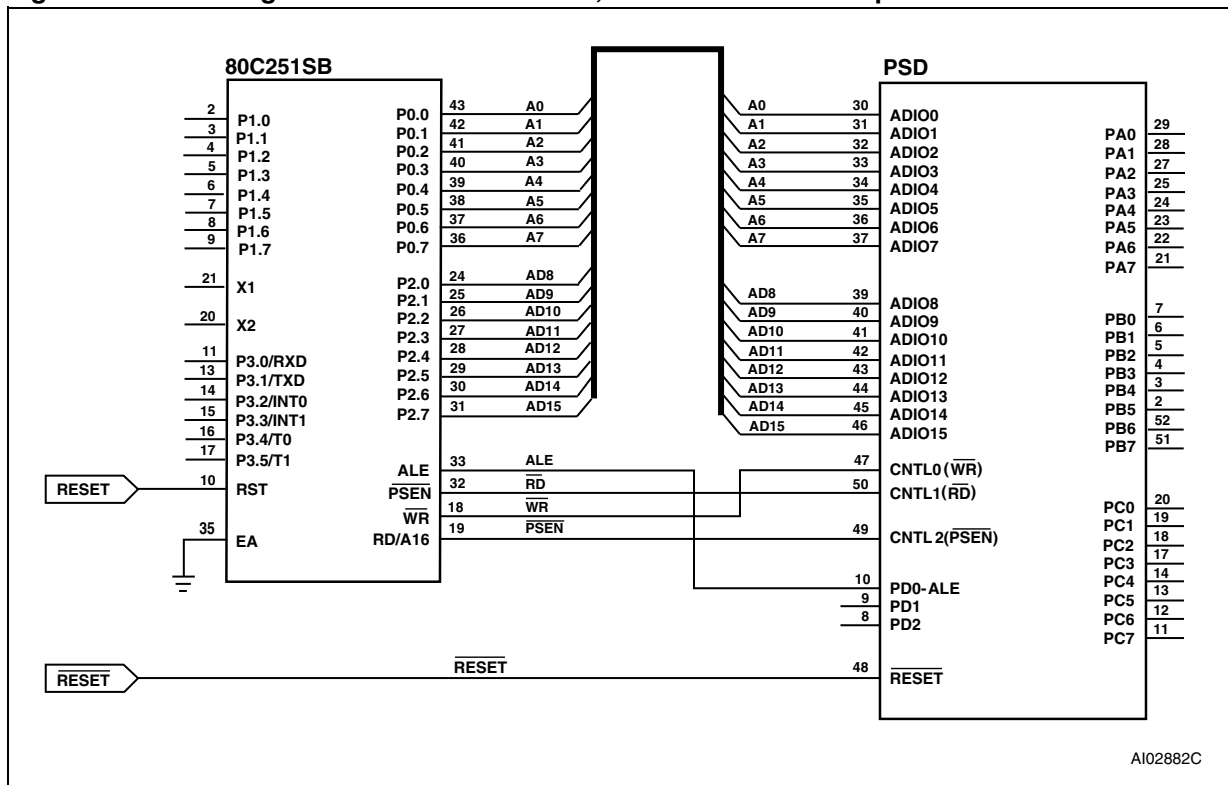 80C251SB
2 P1.0
3 P1.1
4 P1.2
5 P1.3
6 P1.4
7 P1.5
8 P1.6
9 P1.7
21 X1
20 X2
11 P3.0/RXD
13 P3.1/TXD
14 P3.2/INT0
15 P3.3/INT1
16 P3.4/T0
17 P3.5/T1
RESET 10 RST
35 EA
P0.0 43 A0
P0.1 42 A1
P0.2 41 A2
P0.3 40 A3
P0.4 39 A4
P0.5 38 A5
P0.6 37 A6
P0.7 36 A7
P2.0 24 AD8
P2.1 25 AD9
P2.2 26 AD10
P2.3 27 AD11
P2.4 28 AD12
P2.5 29 AD13
P2.6 30 AD14
P2.7 31 AD15
ALE 33 ALE
PSEN 32 RD
WR 18 WR
RD/A16 19 PSEN
PSD
A0 30 ADIO0
A1 31 ADIO1
A2 32 ADIO2
A3 33 ADIO3
A4 34 ADIO4
A5 35 ADIO5
A6 36 ADIO6
A7 37 ADIO7
AD8 39 ADIO8
AD9 40 ADIO9
AD10 41 ADIO10
AD11 42 ADIO11
AD12 43 ADIO12
AD13 44 ADIO13
AD14 45 ADIO14
AD15 46 ADIO15
47 CNTL0(WR)
50 CNTL1(RD)
49 CNTL 2(PSEN)
10 PD0-ALE
9 PD1
8 PD2
RESET RESET 48 RESET
PA0 29
PA1 28
PA2 27
PA3 25
PA4 24
PA5 23
PA6 22
PA7 21
PB0 7
PB1 6
PB2 5
PB3 4
PB4 3
PB5 2
PB6 52
PB7 51
PC0 20
PC1 19
PC2 18
PC3 17
PC4 14
PC5 13
PC6 12
PC7 11
AI02882C